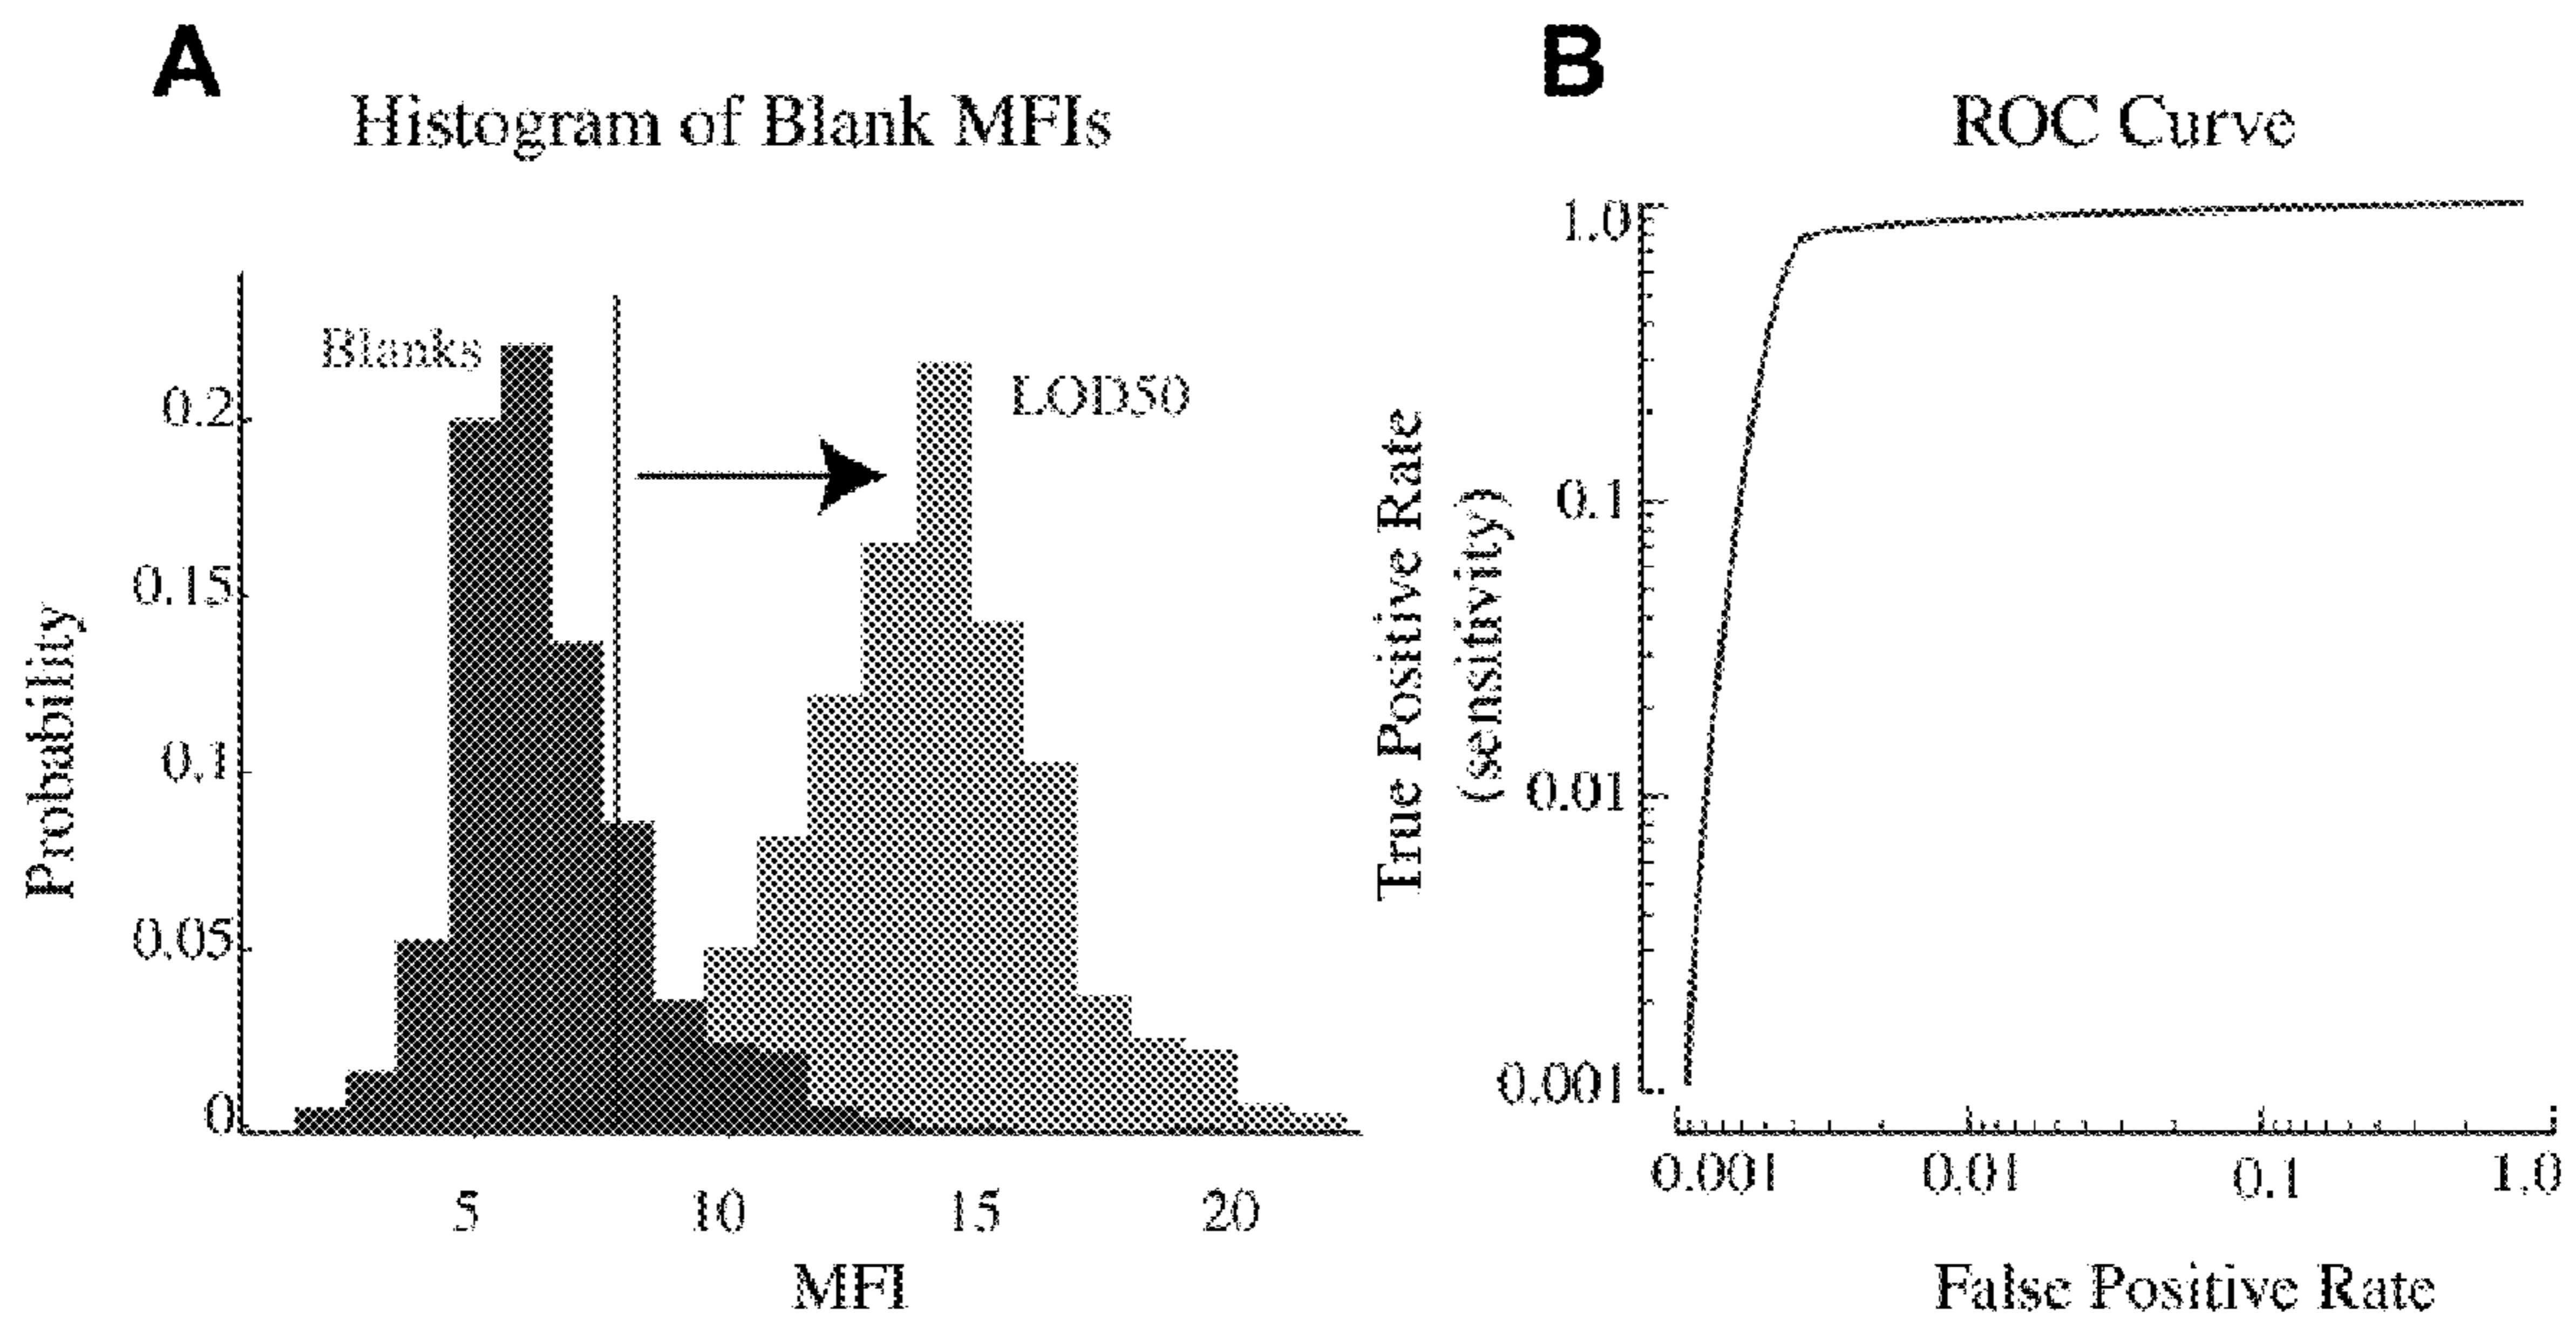 A
Histogram of Blank MFIs
Blanks
LOD50
Probability
0.2
0.15
0.1
0.05
0
5 10 15 20
MFI
B
ROC Curve
True Positive Rate
(sensitivity)
1.0
0.1
0.01
0.001
0.001 0.01 0.1 1.0
False Positive Rate